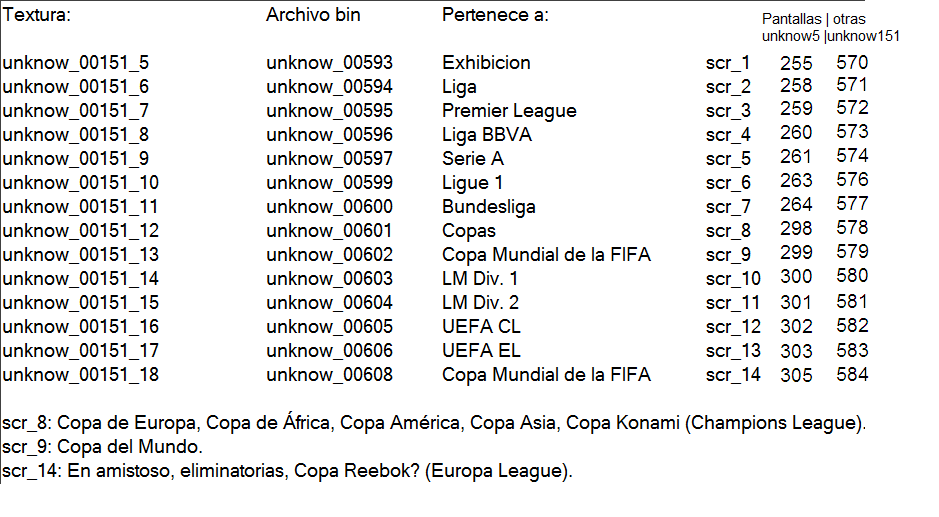 Textura: Archivo bin Pertenece a: Pantallas | otras
unknow5 |unknow151
unknow_00151_5 unknow_00593 Exhibicion scr_1 255 570
unknow_00151_6 unknow_00594 Liga scr_2 258 571
unknow_00151_7 unknow_00595 Premier League scr_3 259 572
unknow_00151_8 unknow_00596 Liga BBVA scr_4 260 573
unknow_00151_9 unknow_00597 Serie A scr_5 261 574
unknow_00151_10 unknow_00599 Ligue 1 scr_6 263 576
unknow_00151_11 unknow_00600 Bundesliga scr_7 264 577
unknow_00151_12 unknow_00601 Copas scr_8 298 578
unknow_00151_13 unknow_00602 Copa Mundial de la FIFA scr_9 299 579
unknow_00151_14 unknow_00603 LM Div. 1 scr_10 300 580
unknow_00151_15 unknow_00604 LM Div. 2 scr_11 301 581
unknow_00151_16 unknow_00605 UEFA CL scr_12 302 582
unknow_00151_17 unknow_00606 UEFA EL scr_13 303 583
unknow_00151_18 unknow_00608 Copa Mundial de la FIFA scr_14 305 584
scr_8: Copa de Europa, Copa de África, Copa América, Copa Asia, Copa Konami (Champions League).
scr_9: Copa del Mundo.
scr_14: En amistoso, eliminatorias, Copa Reebok? (Europa League).